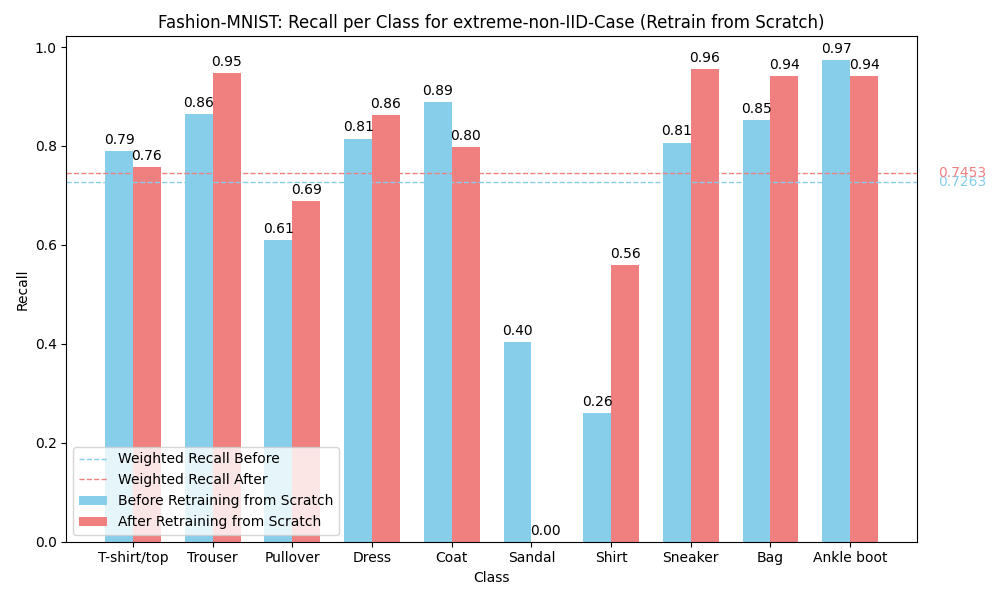 Fashion-MNIST: Recall per Class for extreme-non-IID-Case (Retrain from Scratch)
1.0
0.8
0.6
0.4
0.2
0.0
Recall
0.79
0.76
0.86
0.95
0.61
0.69
0.81
0.86
0.89
0.80
0.40
0.00
0.26
0.56
0.81
0.96
0.85
0.94
0.97
0.94
0.7453
0.7263
Weighted Recall Before
Weighted Recall After
Before Retraining from Scratch
After Retraining from Scratch
T-shirt/top
Trouser
Pullover
Dress
Coat
Sandal
Shirt
Sneaker
Bag
Ankle boot
Class